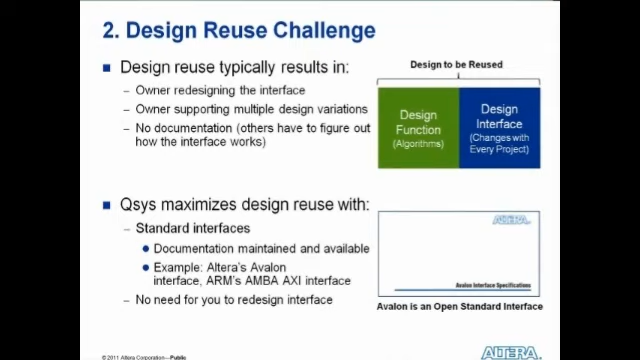 2. Design Reuse Challenge
Design reuse typically results in:
– Owner redesigning the interface
– Owner supporting multiple design variations
– No documentation (others have to figure out
how the interface works)
Design to be Reused
Design
Function
(Algorithms)
Design
Interface
(Changes with
Every Project)
Qsys maximizes design reuse with:
– Standard interfaces
Documentation maintained and available
Example: Altera's Avalon
interface, ARM's AMBA AXI interface
– No need for you to redesign interface
ALTERA
Avalon Interface Specifications
Avalon is an Open Standard Interface
© 2011 Altera Corporation—Public
ALTERA